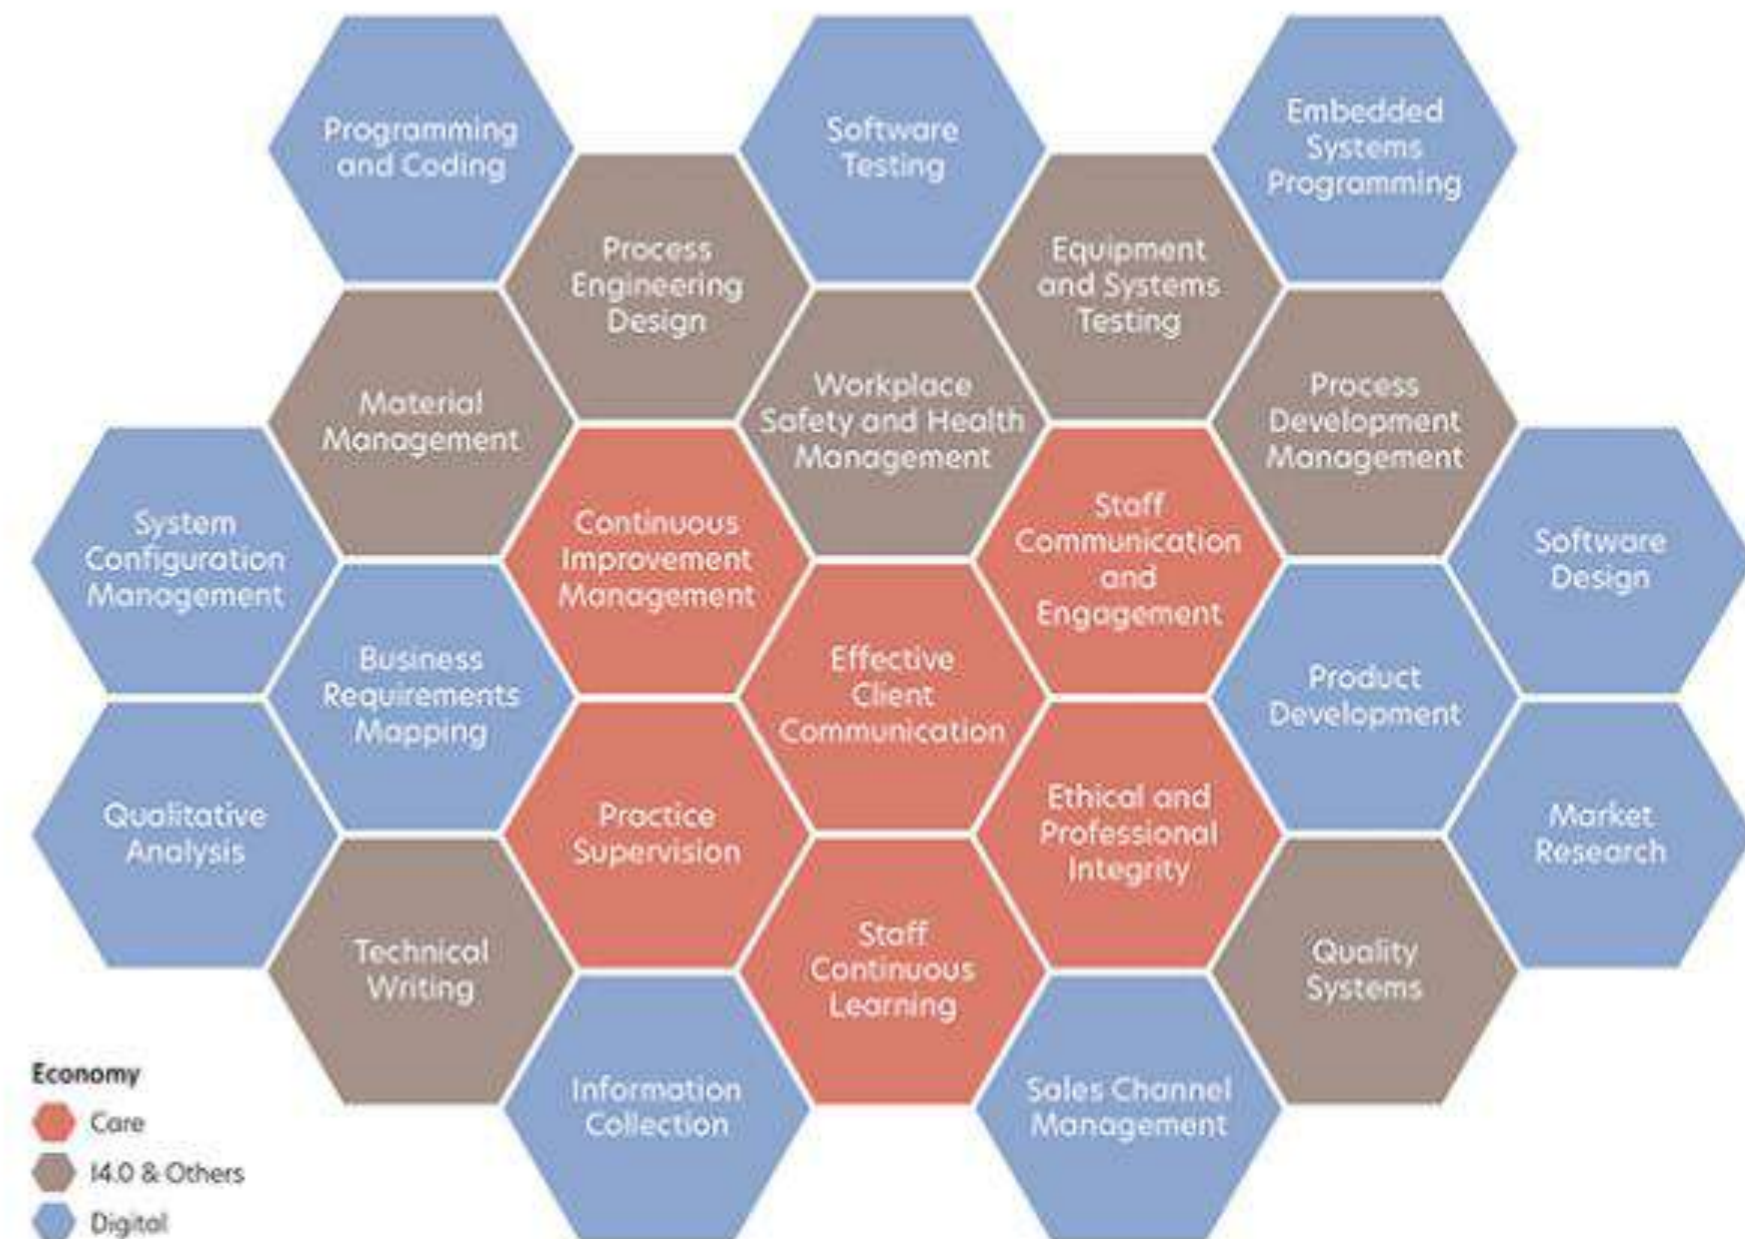 Programming
and Coding
Software
Testing
Embedded
Systems
Programming
Process
Engineering
Design
Equipment
and Systems
Testing
Material
Management
Workplace
Safety and Health
Management
Process
Development
Management
System
Configuration
Management
Continuous
Improvement
Management
Staff
Communication
and
Engagement
Software
Design
Business
Requirements
Mapping
Effective
Client
Communication
Product
Development
Qualitative
Analysis
Practice
Supervision
Ethical and
Professional
Integrity
Market
Research
Technical
Writing
Staff
Continuous
Learning
Quality
Systems
Information
Collection
Sales Channel
Management
Economy
Care
I4.0 & Others
Digital